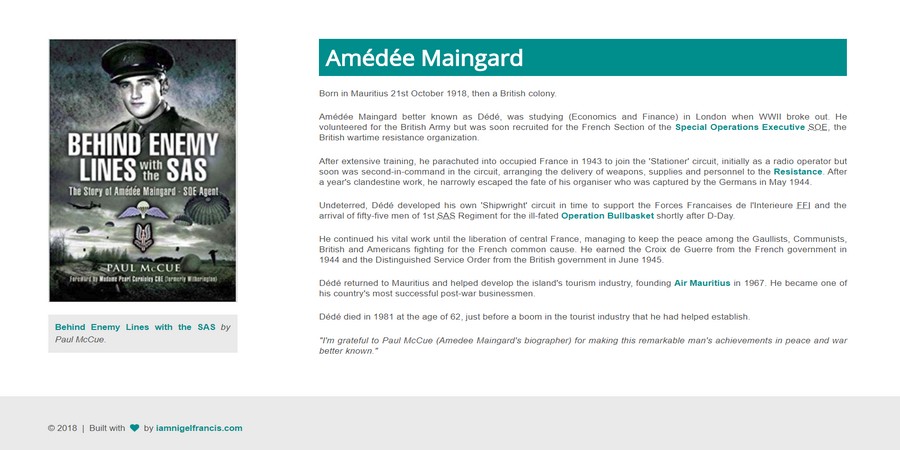 BEHIND ENEMY
LINES with the SAS
The Story of Amédée Maingard - SOE Agent
PAUL McCUE
Foreword by Madame Pearl Cornioley CBE (formerly Witherington)
Behind Enemy Lines with the SAS by
Paul McCue.
Amédée Maingard
Born in Mauritius 21st October 1918, then a British colony.
Amédée Maingard better known as Dédé, was studying (Economics and Finance) in London when WWII broke out. He
volunteered for the British Army but was soon recruited for the French Section of the Special Operations Executive SOE, the
British wartime resistance organization.
After extensive training, he parachuted into occupied France in 1943 to join the 'Stationer' circuit, initially as a radio operator but
soon was second-in-command in the circuit, arranging the delivery of weapons, supplies and personnel to the Resistance. After
a year's clandestine work, he narrowly escaped the fate of his organiser who was captured by the Germans in May 1944.
Undeterred, Dédé developed his own 'Shipwright' circuit in time to support the Forces Francaises de l'Interieure FFI and the
arrival of fifty-five men of 1st SAS Regiment for the ill-fated Operation Bullbasket shortly after D-Day.
He continued his vital work until the liberation of central France, managing to keep the peace among the Gaullists, Communists,
British and Americans fighting for the French common cause. He earned the Croix de Guerre from the French government in
1944 and the Distinguished Service Order from the British government in June 1945.
Dédé returned to Mauritius and helped develop the island's tourism industry, founding Air Mauritius in 1967. He became one of
his country's most successful post-war businessmen.
Dédé died in 1981 at the age of 62, just before a boom in the tourist industry that he had helped establish.
"I'm grateful to Paul McCue (Amedee Maingard's biographer) for making this remarkable man's achievements in peace and war
better known."
© 2018 | Built with ♥ by iamnigelfrancis.com